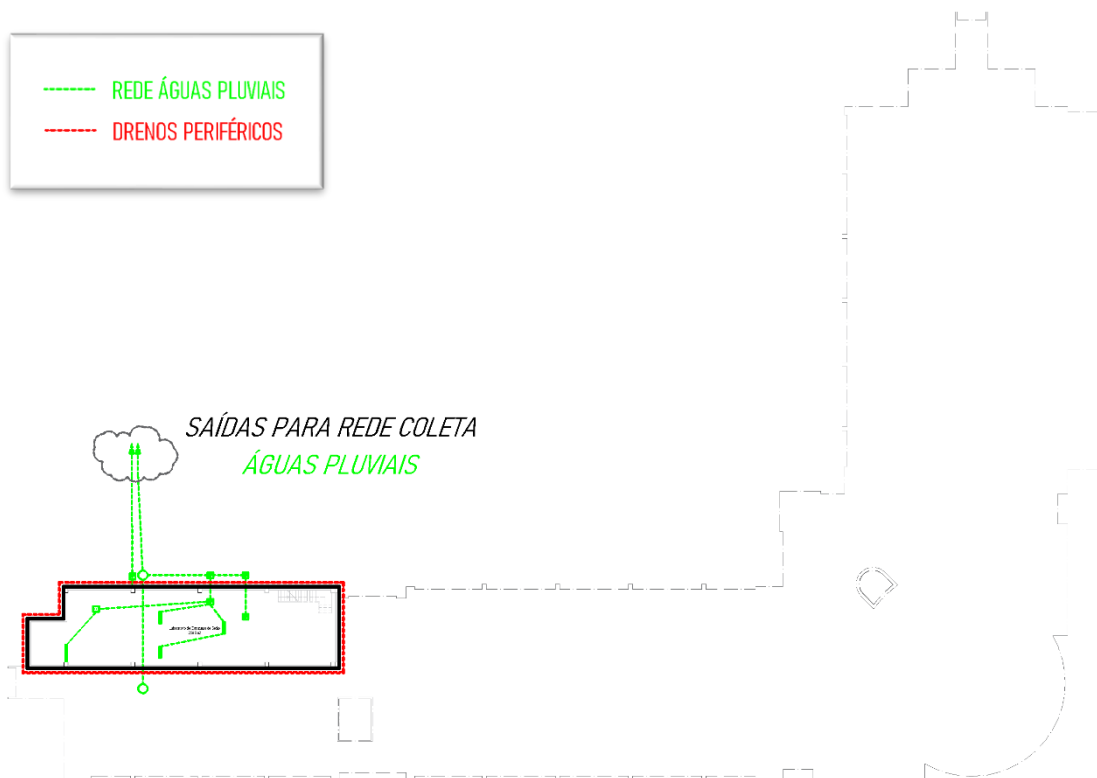 REDE ÁGUAS PLUVIAIS
DRENOS PERIFÉRICOS
SAÍDAS PARA REDE COLETA
ÁGUAS PLUVIAIS